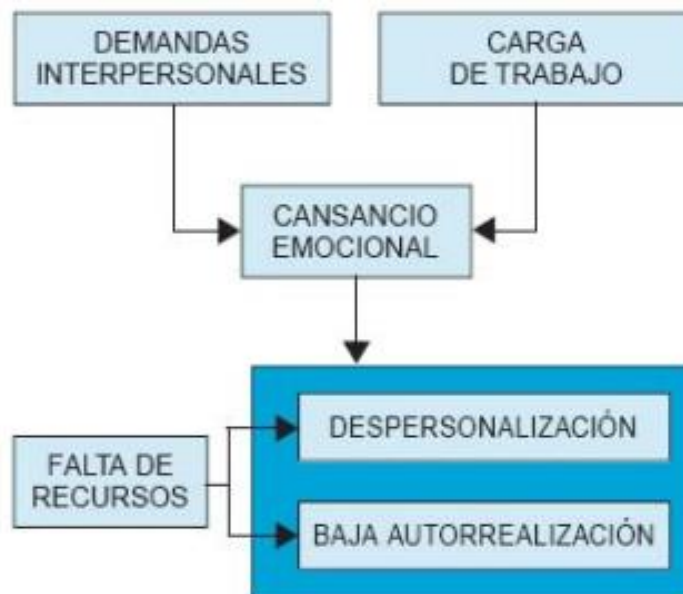 DEMANDAS
INTERPERSONALES
CARGA
DE TRABAJO
CANSANCIO
EMOCIONAL
DESPERSONALIZACIÓN
FALTA DE
RECURSOS
BAJA AUTORREALIZACIÓN